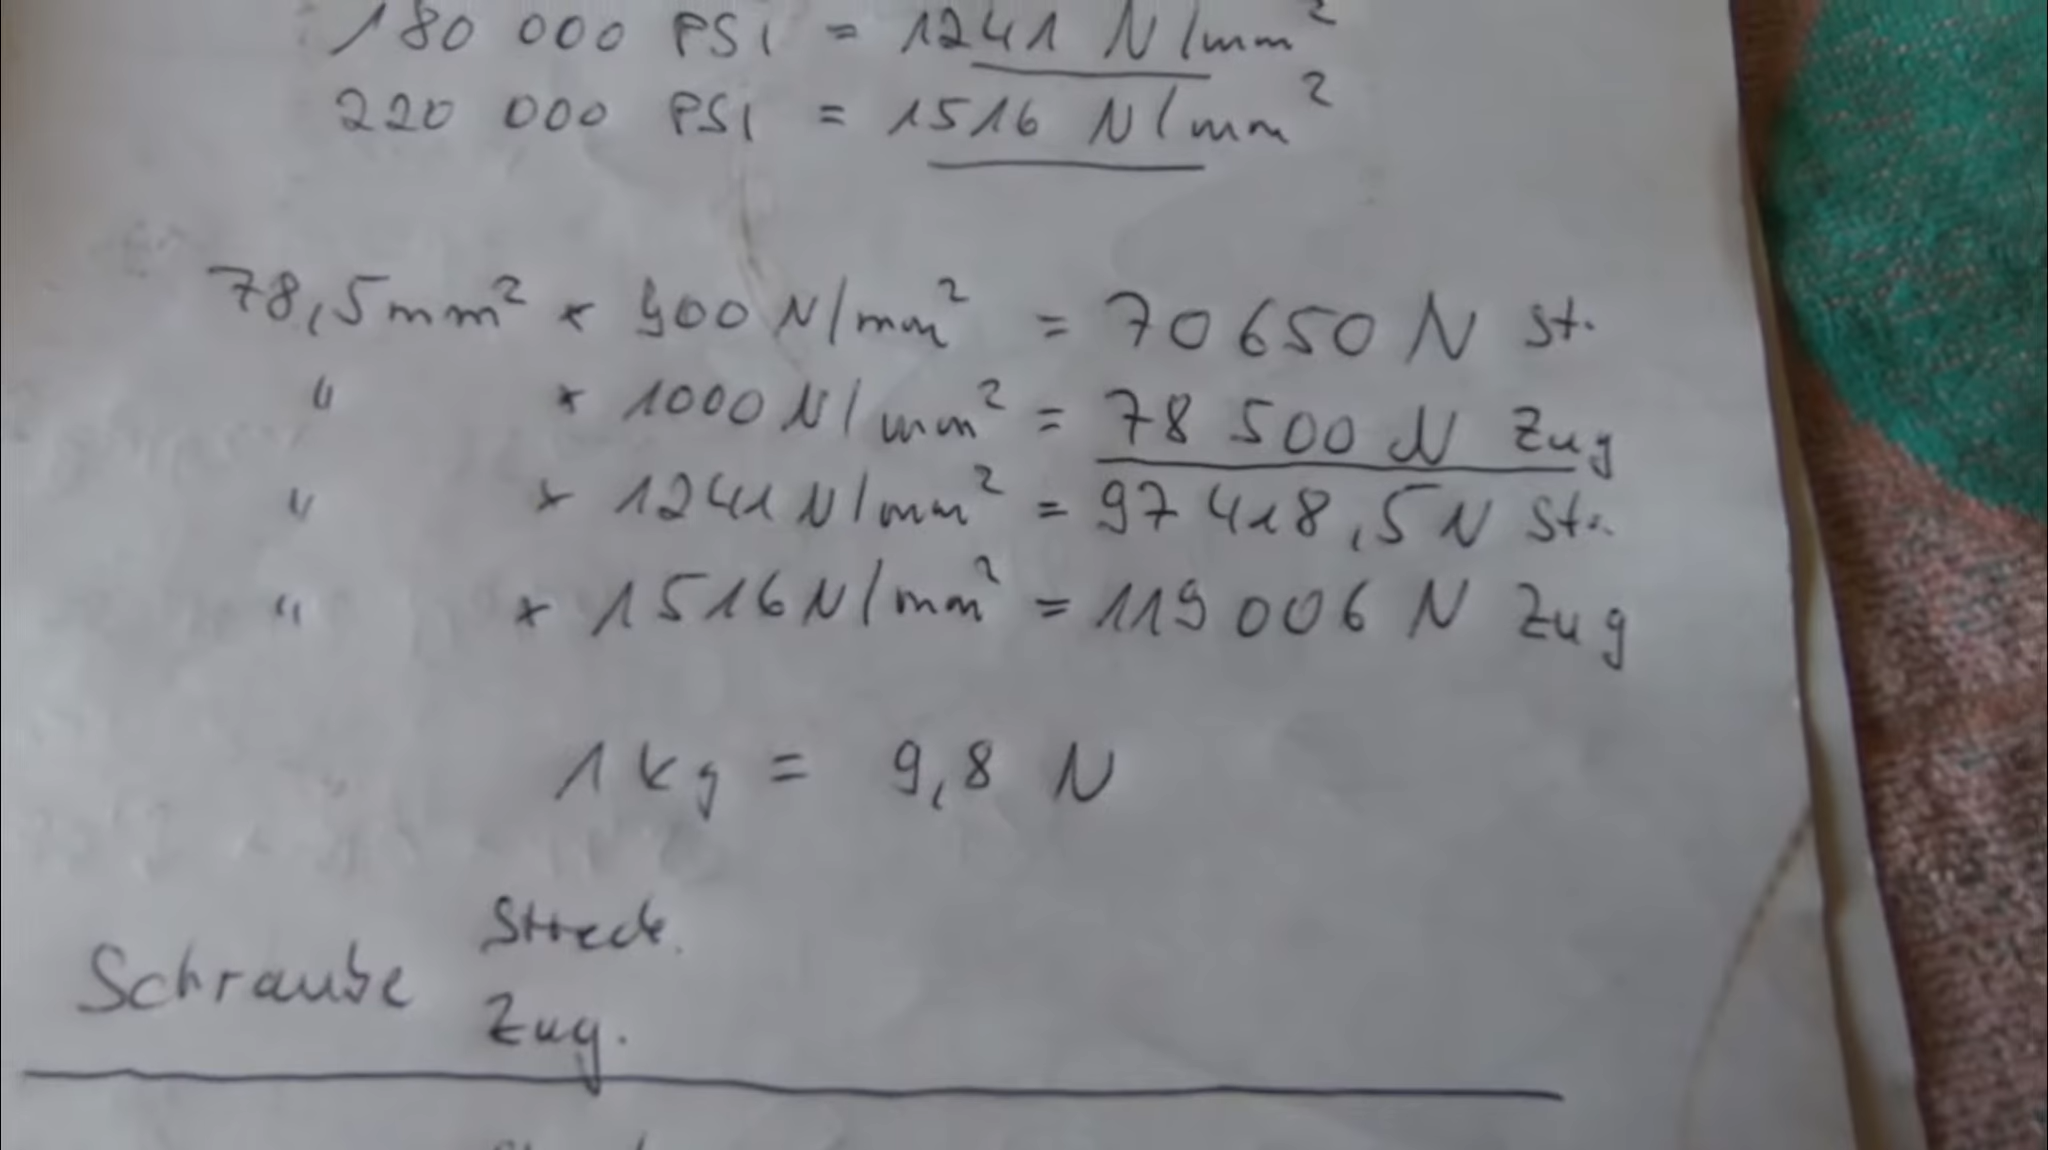 180 000 PSi = 1241 N/mm²
220 000 PSi = 1516 N/mm²
78,5mm² * 900 N/mm² = 70650 N St.
" * 1000 N/mm² = 78 500 N Zug
" * 1241 N/mm² = 97 418,5 N St.
" * 1516 N/mm² = 119 006 N Zug
1 kg = 9,8 N
Schraube Streck.
Zug.